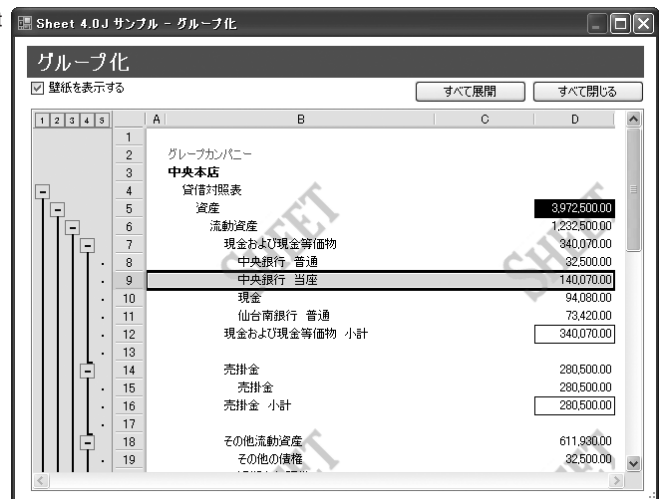 t
Sheet 4.0J サンプル - グループ化
グループ化
壁紙を表示する
すべて展開 すべて閉じる
1 2 3 4 5 A B C D
1
2 グレープカンパニー
3 中央本店
4 貸借対照表
5 資産 3,972,500.00
6 流動資産 1,232,500.00
7 現金および現金等価物 340,070.00
8 中央銀行 普通 32,500.00
9 中央銀行 当座 140,070.00
10 現金 94,080.00
11 仙台南銀行 普通 73,420.00
12 現金および現金等価物 小計 340,070.00
13
14 売掛金 280,500.00
15 売掛金 280,500.00
16 売掛金 小計 280,500.00
17
18 その他流動資産 611,930.00
19 その他の債権 32,500.00
SHEET
SHEET
SHEET
SHEET